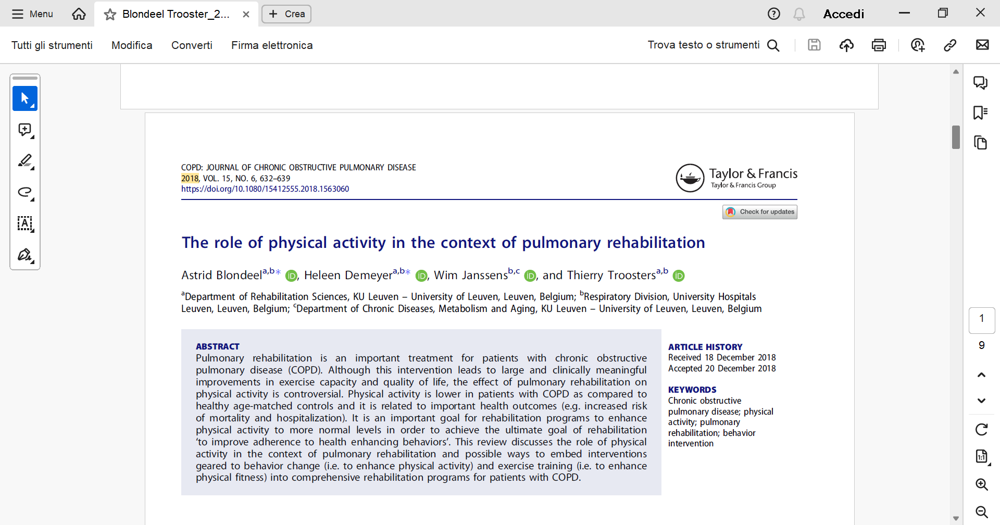 Menu
Blondeel Trooster_2...
Crea
Accedi
Tutti gli strumenti
Modifica
Converti
Firma elettronica
Trova testo o strumenti
COPD: JOURNAL OF CHRONIC OBSTRUCTIVE PULMONARY DISEASE
2018, VOL. 15, NO. 6, 632–639
https://doi.org/10.1080/15412555.2018.1563060
Taylor & Francis
Taylor & Francis Group
Check for updates
The role of physical activity in the context of pulmonary rehabilitation
Astrid Blondeel^a,b* iD, Heleen Demeyer^a,b* iD, Wim Janssens^b,c iD, and Thierry Troosters^a,b iD
^aDepartment of Rehabilitation Sciences, KU Leuven – University of Leuven, Leuven, Belgium; ^bRespiratory Division, University Hospitals
Leuven, Leuven, Belgium; ^cDepartment of Chronic Diseases, Metabolism and Aging, KU Leuven – University of Leuven, Leuven, Belgium
ABSTRACT
Pulmonary rehabilitation is an important treatment for patients with chronic obstructive
pulmonary disease (COPD). Although this intervention leads to large and clinically meaningful
improvements in exercise capacity and quality of life, the effect of pulmonary rehabilitation on
physical activity is controversial. Physical activity is lower in patients with COPD as compared to
healthy age-matched controls and it is related to important health outcomes (e.g. increased risk
of mortality and hospitalization). It is an important goal for rehabilitation programs to enhance
physical activity to more normal levels in order to achieve the ultimate goal of rehabilitation
‘to improve adherence to health enhancing behaviors’. This review discusses the role of physical
activity in the context of pulmonary rehabilitation and possible ways to embed interventions
geared to behavior change (i.e. to enhance physical activity) and exercise training (i.e. to enhance
physical fitness) into comprehensive rehabilitation programs for patients with COPD.
ARTICLE HISTORY
Received 18 December 2018
Accepted 20 December 2018
KEYWORDS
Chronic obstructive
pulmonary disease; physical
activity; pulmonary
rehabilitation; behavior
intervention
1
9
1:1